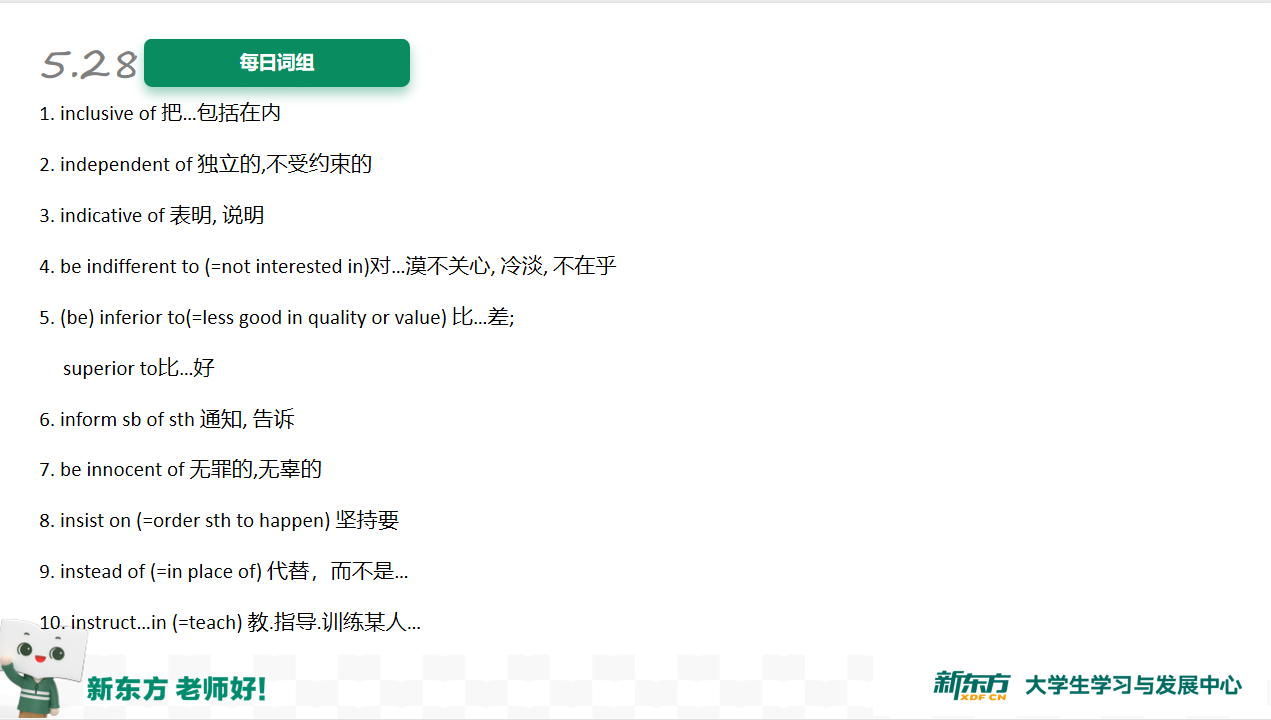 5.28 每日词组
1. inclusive of 把...包括在内
2. independent of 独立的,不受约束的
3. indicative of 表明, 说明
4. be indifferent to (=not interested in)对...漠不关心, 冷淡, 不在乎
5. (be) inferior to(=less good in quality or value) 比...差;
superior to比...好
6. inform sb of sth 通知, 告诉
7. be innocent of 无罪的,无辜的
8. insist on (=order sth to happen) 坚持要
9. instead of (=in place of) 代替，而不是...
10. instruct...in (=teach) 教.指导.训练某人...
新东方 老师好!
新东方 XDF.CN 大学生学习与发展中心